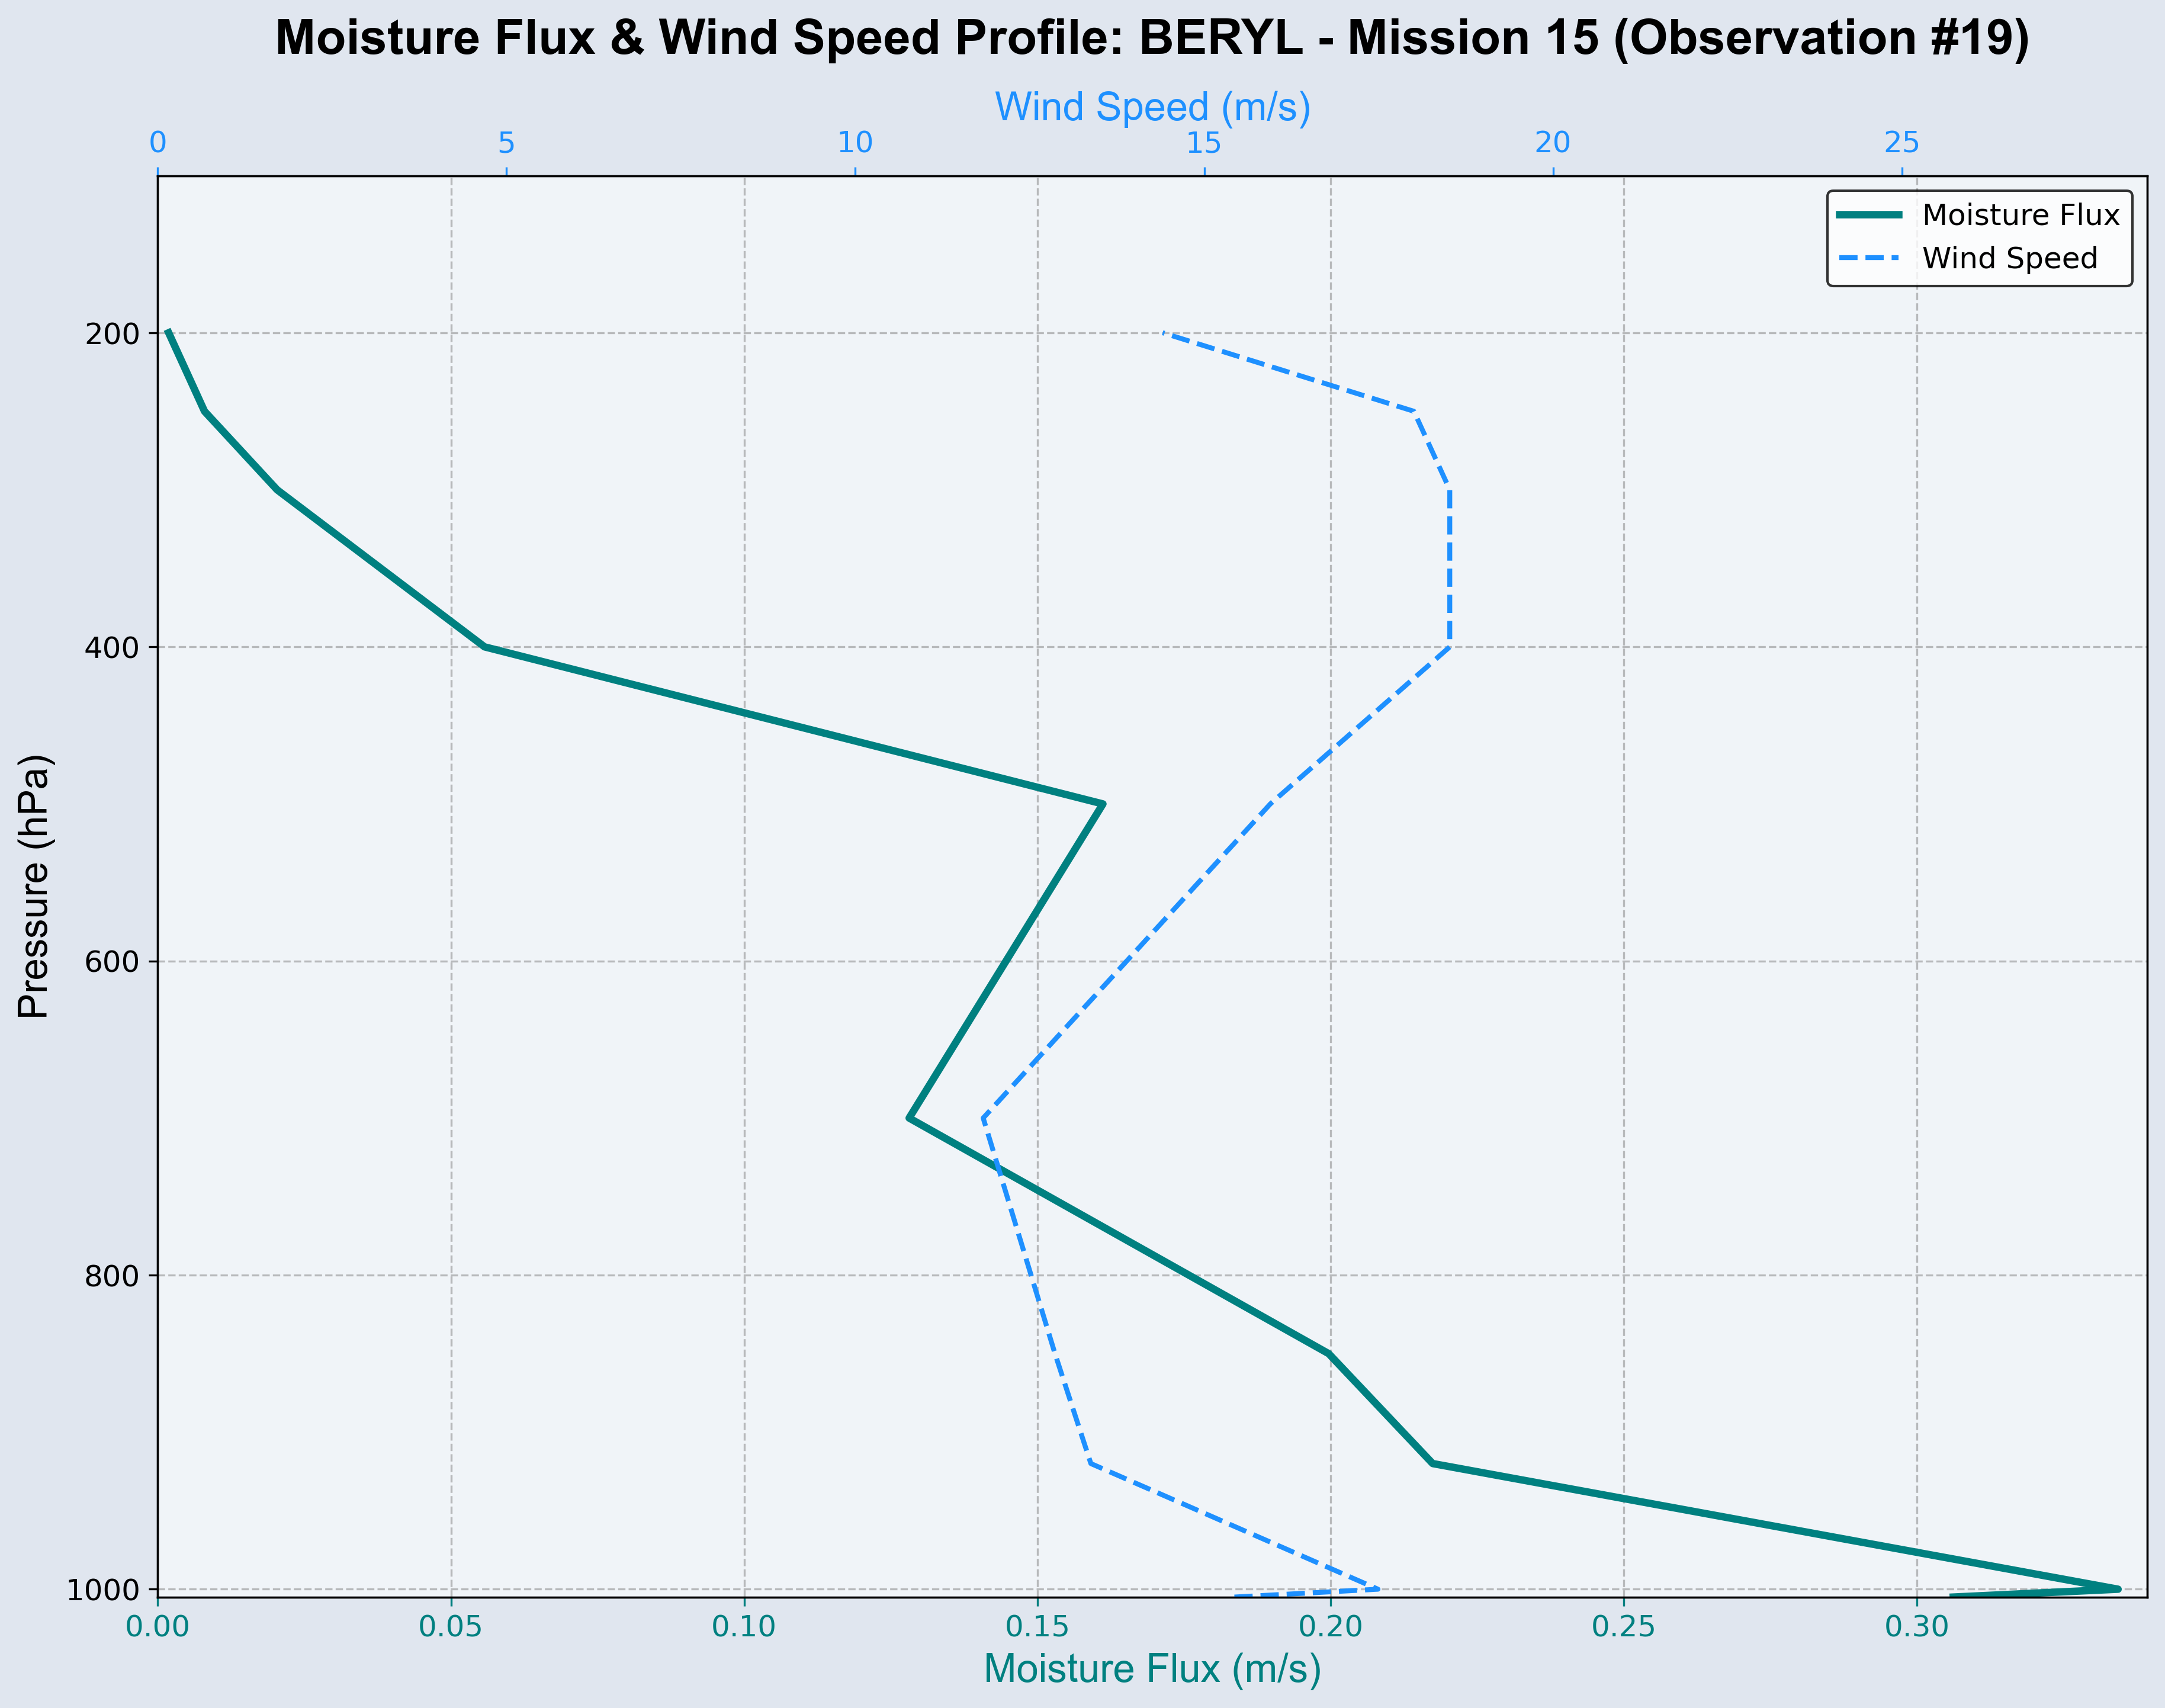 Moisture Flux & Wind Speed Profile: BERYL - Mission 15 (Observation #19)
Wind Speed (m/s)
0 5 10 15 20 25
Moisture Flux
Wind Speed
200
400
600
800
1000
Pressure (hPa)
0.00 0.05 0.10 0.15 0.20 0.25 0.30
Moisture Flux (m/s)